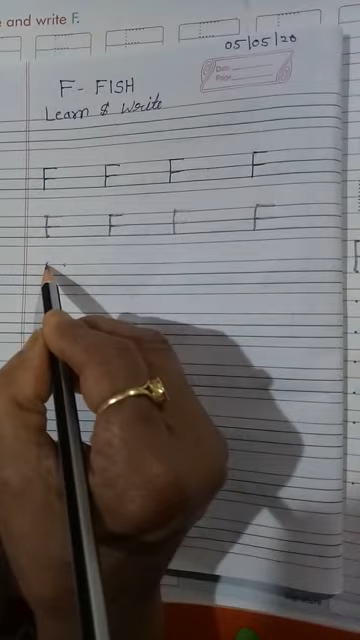 e and write F.
05/05/20
F - FISH
Date:
Page:
Learn & Write
F F F F
F F F F